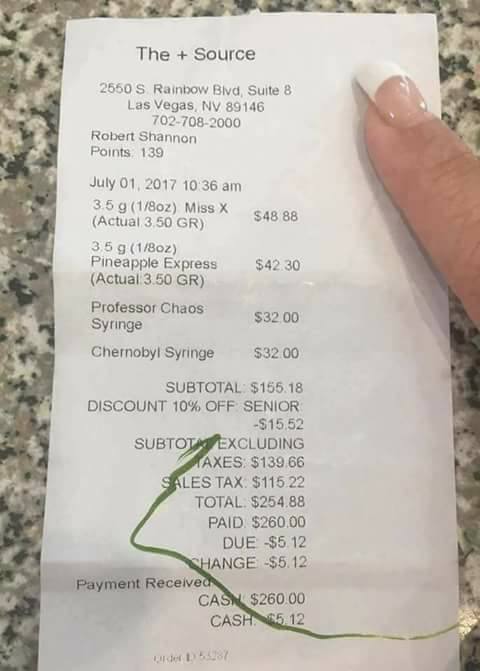 The + Source
2550 S. Rainbow Blvd, Suite 8
Las Vegas, NV 89146
702-708-2000
Robert Shannon
Points: 139
July 01, 2017 10:36 am
3.5 g (1/8oz) Miss X
(Actual 3.50 GR)
$48.88
3.5 g (1/8oz)
Pineapple Express
(Actual 3.50 GR)
$42.30
Professor Chaos
Syringe
$32.00
Chernobyl Syringe $32.00
SUBTOTAL: $155.18
DISCOUNT 10% OFF: SENIOR:
-$15.52
SUBTOTAL EXCLUDING
TAXES: $139.66
SALES TAX: $115.22
TOTAL: $254.88
PAID: $260.00
DUE: -$5.12
CHANGE: -$5.12
Payment Received
CASH: $260.00
CASH: $5.12
Order ID:53287